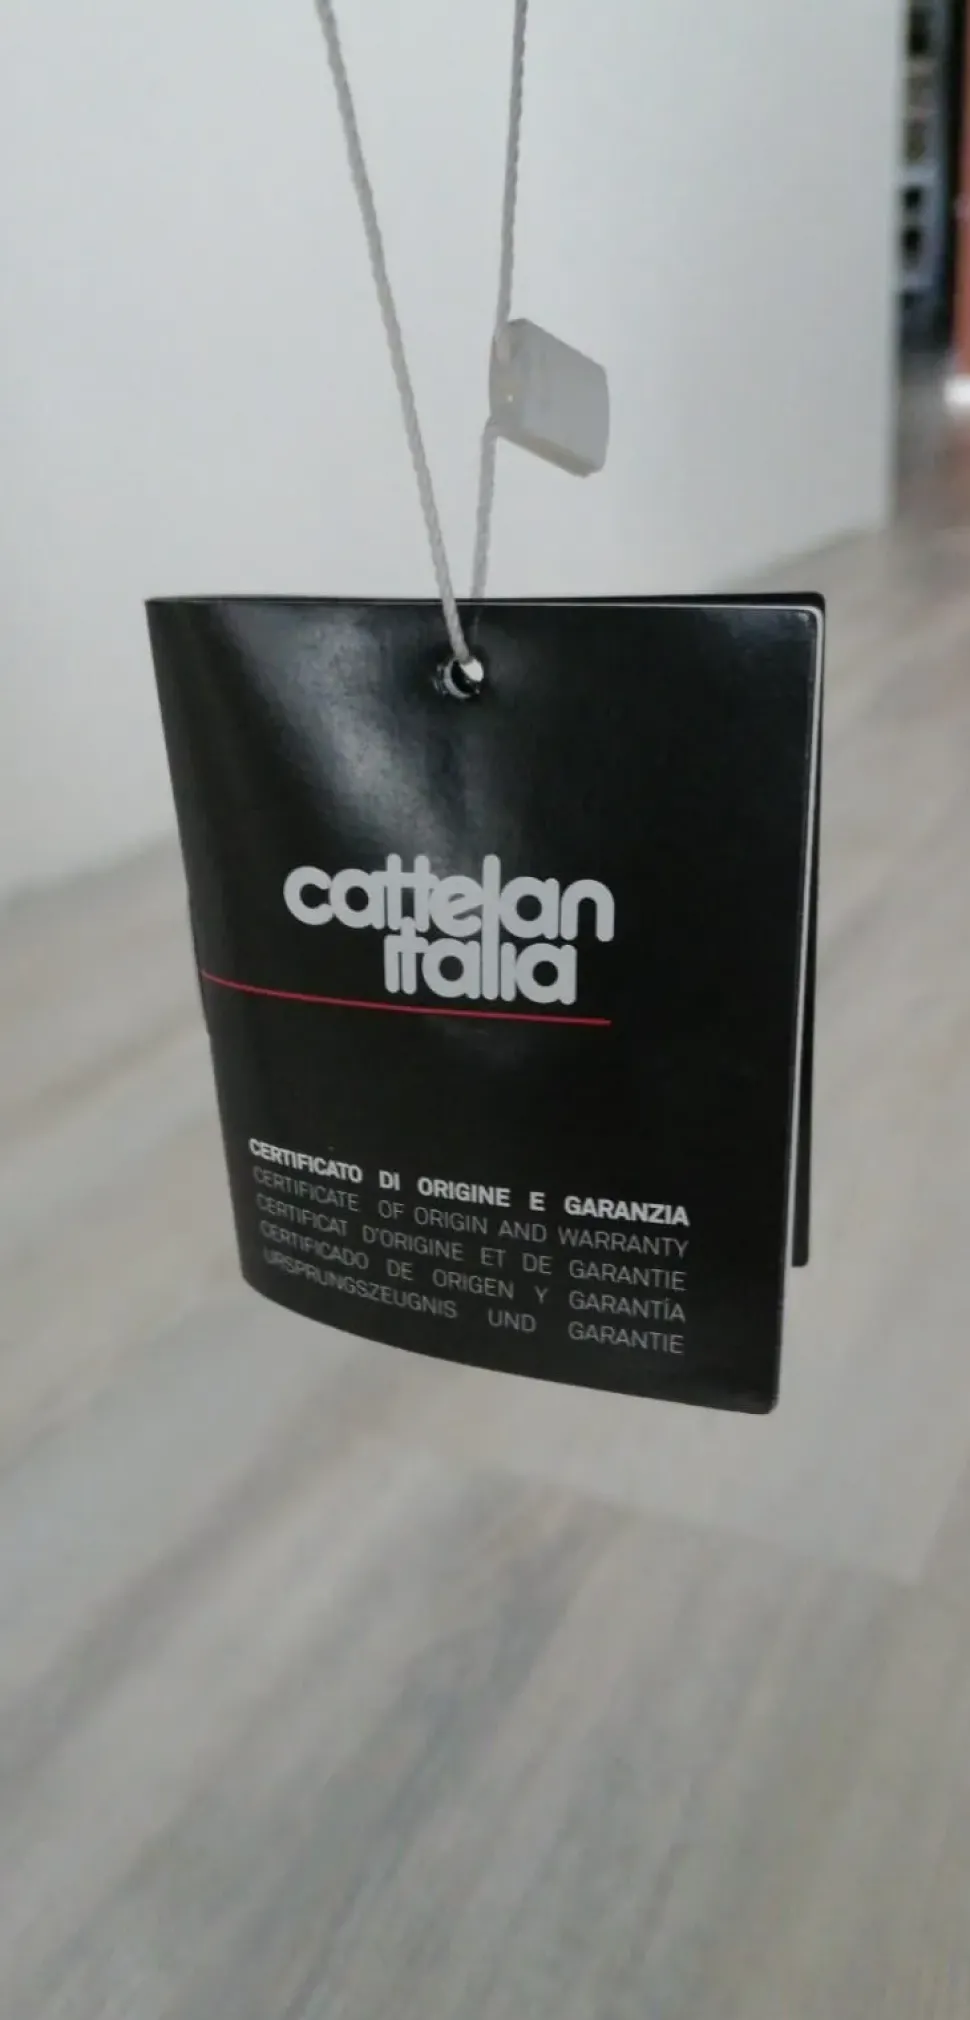 cattelan
italia
CERTIFICATO DI ORIGINE E GARANZIA
CERTIFICATE OF ORIGIN AND WARRANTY
CERTIFICAT D'ORIGINE ET DE GARANTIE
CERTIFICADO DE ORIGEN Y GARANTÍA
URSPRUNGSZEUGNIS UND GARANTIE